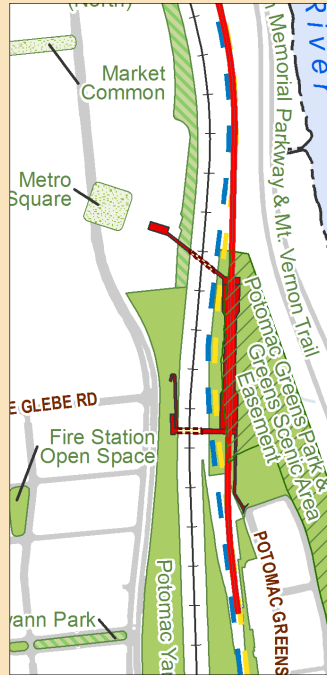 (North)
River
Memorial Parkway & Mt. Vernon Trail
Market
Common
Metro
Square
Potomac Greens Park &
Greens Scenic Area
Easement
E GLEBE RD
Fire Station
Open Space
POTOMAC GREENS
Potomac Ya
vann Park